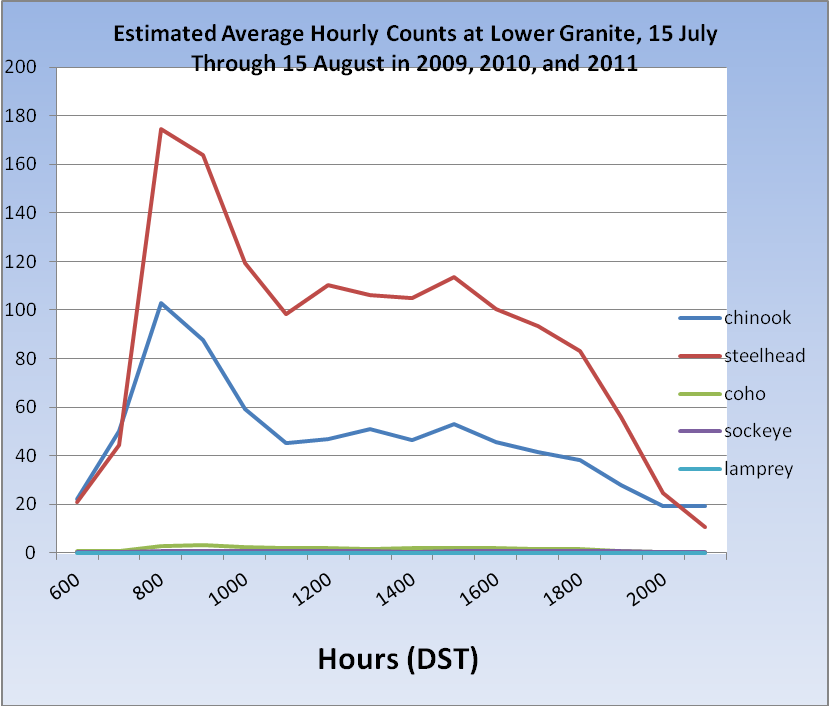 Estimated Average Hourly Counts at Lower Granite, 15 July
Through 15 August in 2009, 2010, and 2011
200
180
160
140
120
100
80
60
40
20
0
chinook
steelhead
coho
sockeye
lamprey
600
800
1000
1200
1400
1600
1800
2000
Hours (DST)